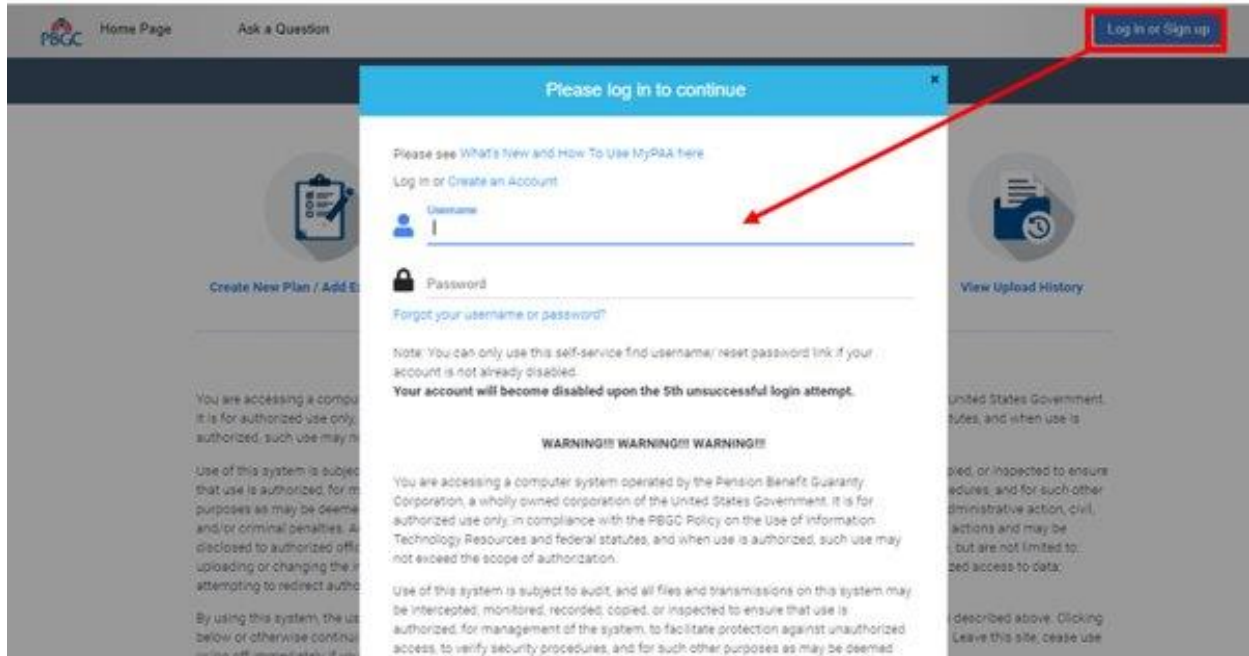 PBGC Home Page Ask a Question Log In or Sign up
Please log in to continue
Please see What's New and How To Use MyPAA here
Log In or Create an Account
Username
Password
Forgot your username or password?
Note: You can only use this self-service find username/ reset password link if your
account is not already disabled.
Your account will become disabled upon the 5th unsuccessful login attempt.
WARNING!!! WARNING!!! WARNING!!!
You are accessing a computer system operated by the Pension Benefit Guaranty
Corporation, a wholly owned corporation of the United States Government. It is for
authorized use only, in compliance with the PBGC Policy on the Use of Information
Technology Resources and federal statutes, and when use is authorized, such use may
not exceed the scope of authorization.
Use of this system is subject to audit, and all files and transmissions on this system may
be intercepted, monitored, recorded, copied, or inspected to ensure that use is
authorized, for management of the system, to facilitate protection against unauthorized
access, to verify security procedures, and for such other purposes as may be deemed
Create New Plan / Add
View Upload History
You are accessing a compu
It is for authorized use only,
authorized, such use may n
Use of this system is subjec
that use is authorized, for m
purposes as may be deeme
and/or criminal penalties. A
disclosed to authorized offic
uploading or changing the i
attempting to redirect autho
By using this system, the us
below or otherwise continui
United States Government.
tutes, and when use is
pied, or inspected to ensure
edures, and for such other
dministrative action, civil,
actions and may be
, but are not limited to:
zed access to data;
described above. Clicking
Leave this site, cease use